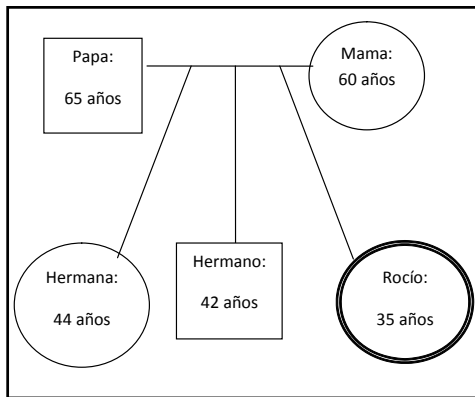 Papa:
65 años
Mama:
60 años
Hermana:
44 años
Hermano:
42 años
Rocío:
35 años